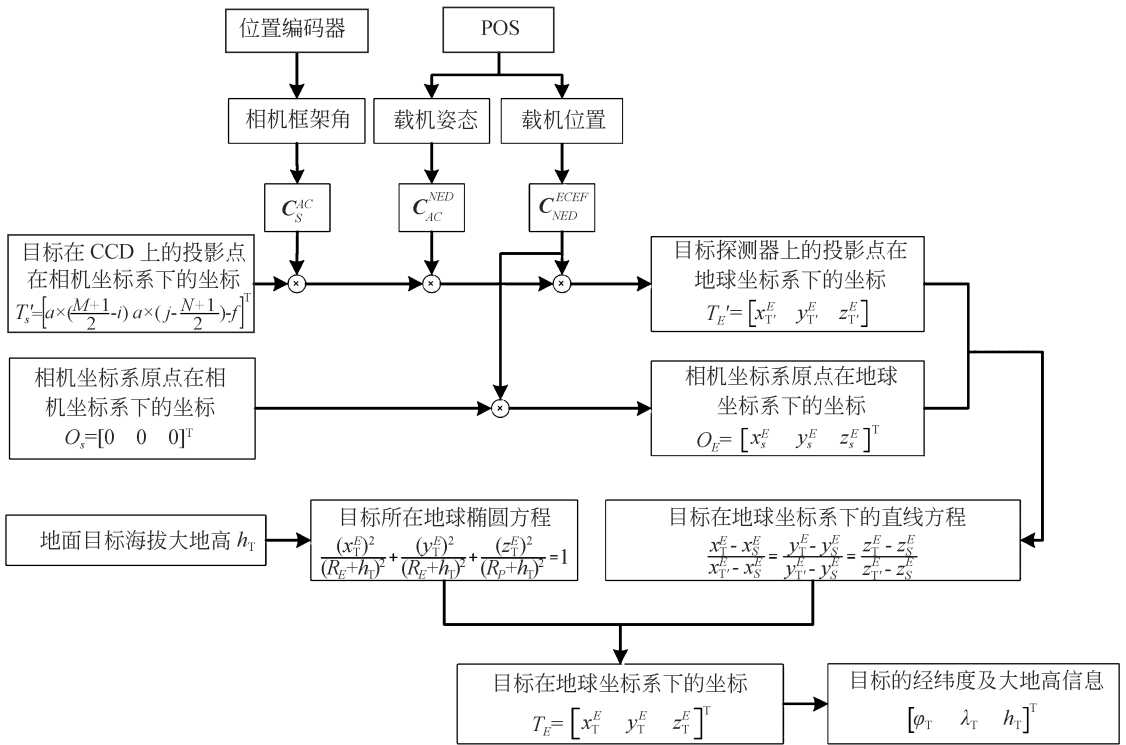 位置编码器
POS
相机框架角
载机姿态
载机位置
C_S^{AC}
C_{AC}^{NED}
C_{NED}^{ECEF}
目标在 CCD 上的投影点
在相机坐标系下的坐标
T_s'=[a×(\frac{M+1}{2}-i) a×(j-\frac{N+1}{2})-f]^T
目标探测器上的投影点在
地球坐标系下的坐标
T_E'=[x_{T'}^E y_{T'}^E z_{T'}^E]
相机坐标系原点在相
机坐标系下的坐标
O_s=[0 0 0]^T
相机坐标系原点在地球
坐标系下的坐标
O_E=[x_s^E y_s^E z_s^E]^T
地面目标海拔大地高 h_T
目标所在地球椭圆方程
\frac{(x_T^E)^2}{(R_E+h_T)^2}+\frac{(y_T^E)^2}{(R_E+h_T)^2}+\frac{(z_T^E)^2}{(R_P+h_T)^2}=1
目标在地球坐标系下的直线方程
\frac{x_T^E-x_S^E}{x_{T'}^E-x_S^E}=\frac{y_T^E-y_S^E}{y_{T'}^E-y_S^E}=\frac{z_T^E-z_S^E}{z_{T'}^E-z_S^E}
目标在地球坐标系下的坐标
T_E=[x_T^E y_T^E z_T^E]^T
目标的经纬度及大地高信息
[φ_T λ_T h_T]^T